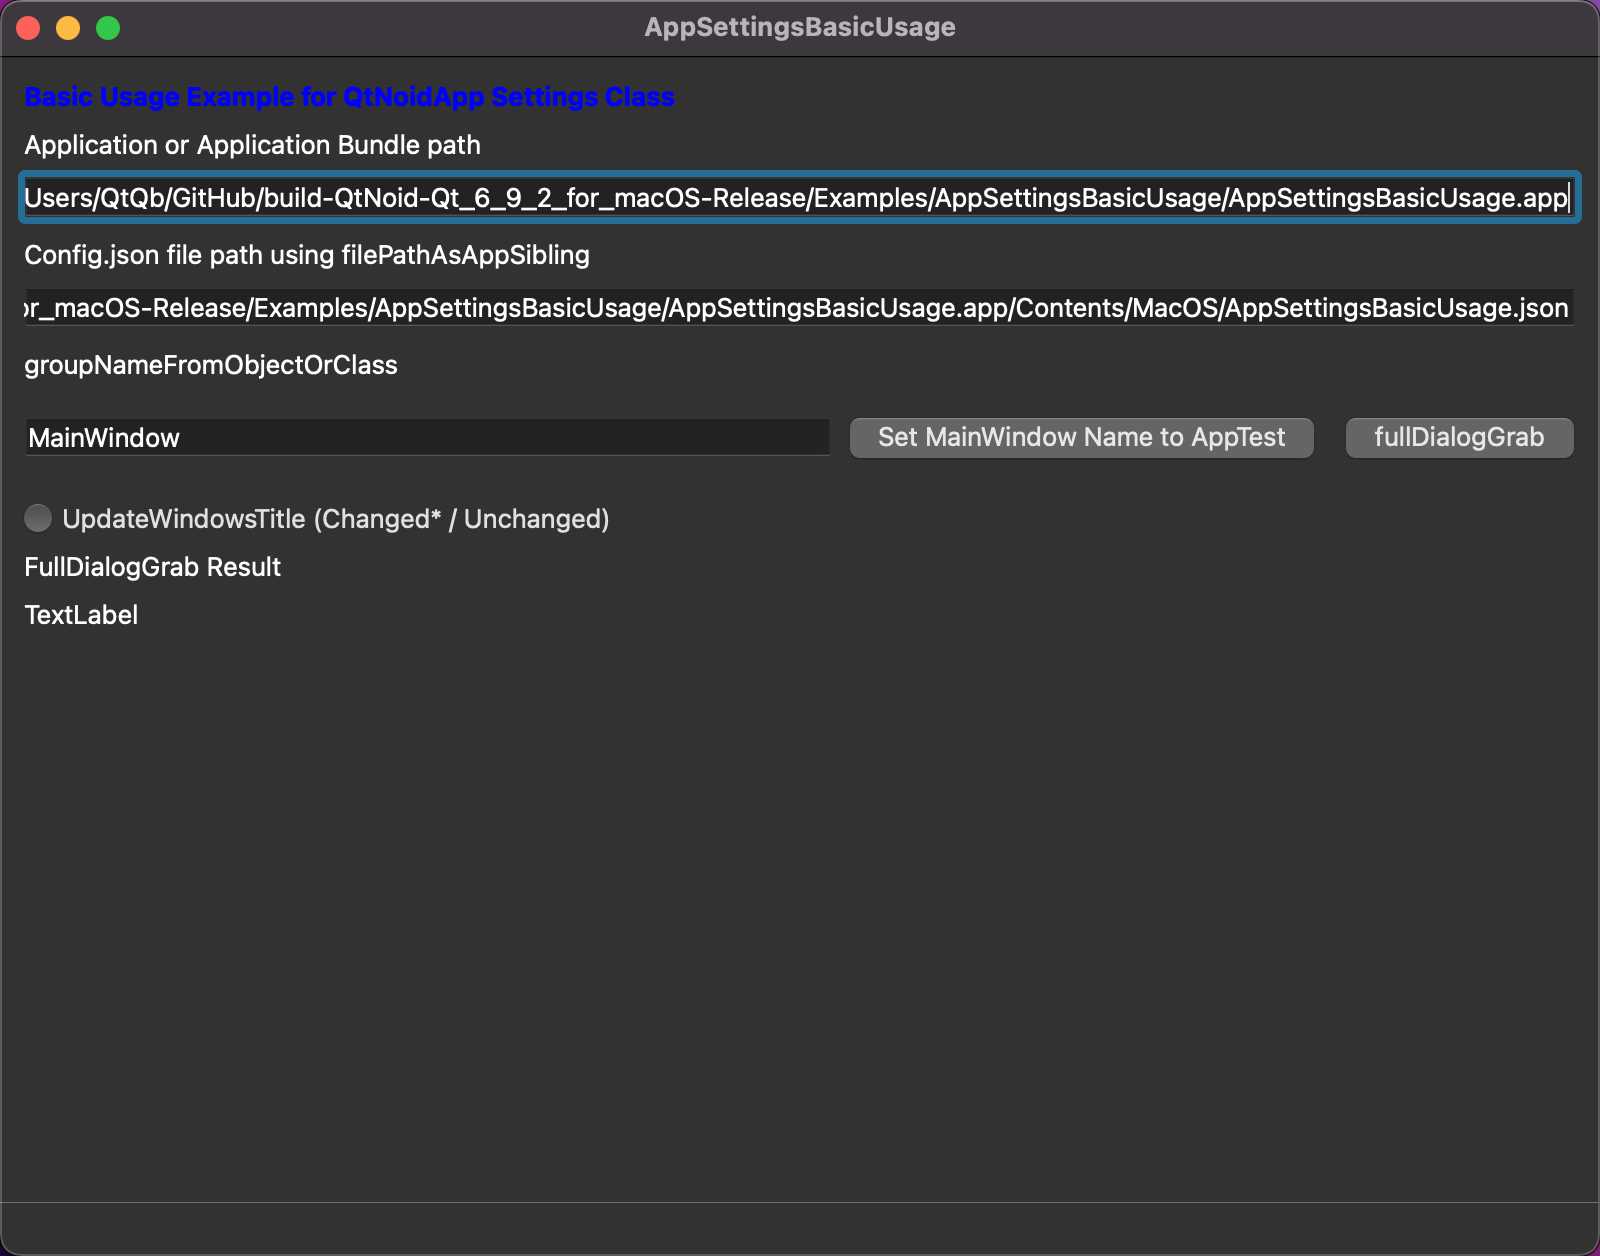 AppSettingsBasicUsage
Basic Usage Example for QtNoidApp Settings Class
Application or Application Bundle path
Users/QtQb/GitHub/build-QtNoid-Qt_6_9_2_for_macOS-Release/Examples/AppSettingsBasicUsage/AppSettingsBasicUsage.app
Config.json file path using filePathAsAppSibling
or_macOS-Release/Examples/AppSettingsBasicUsage/AppSettingsBasicUsage.app/Contents/MacOS/AppSettingsBasicUsage.json
groupNameFromObjectOrClass
MainWindow Set MainWindow Name to AppTest fullDialogGrab
UpdateWindowsTitle (Changed* / Unchanged)
FullDialogGrab Result
TextLabel